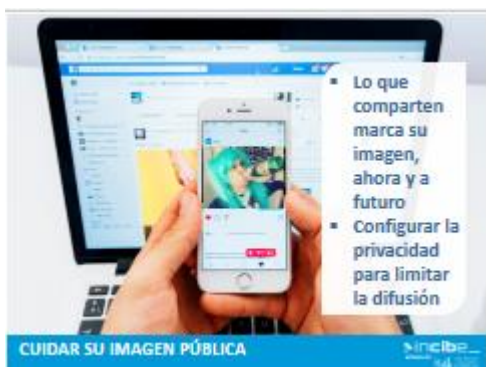 ▪ Lo que
comparten
marca su
imagen,
ahora y a
futuro
▪ Configurar la
privacidad
para limitar
la difusión
CUIDAR SU IMAGEN PÚBLICA
incibe_